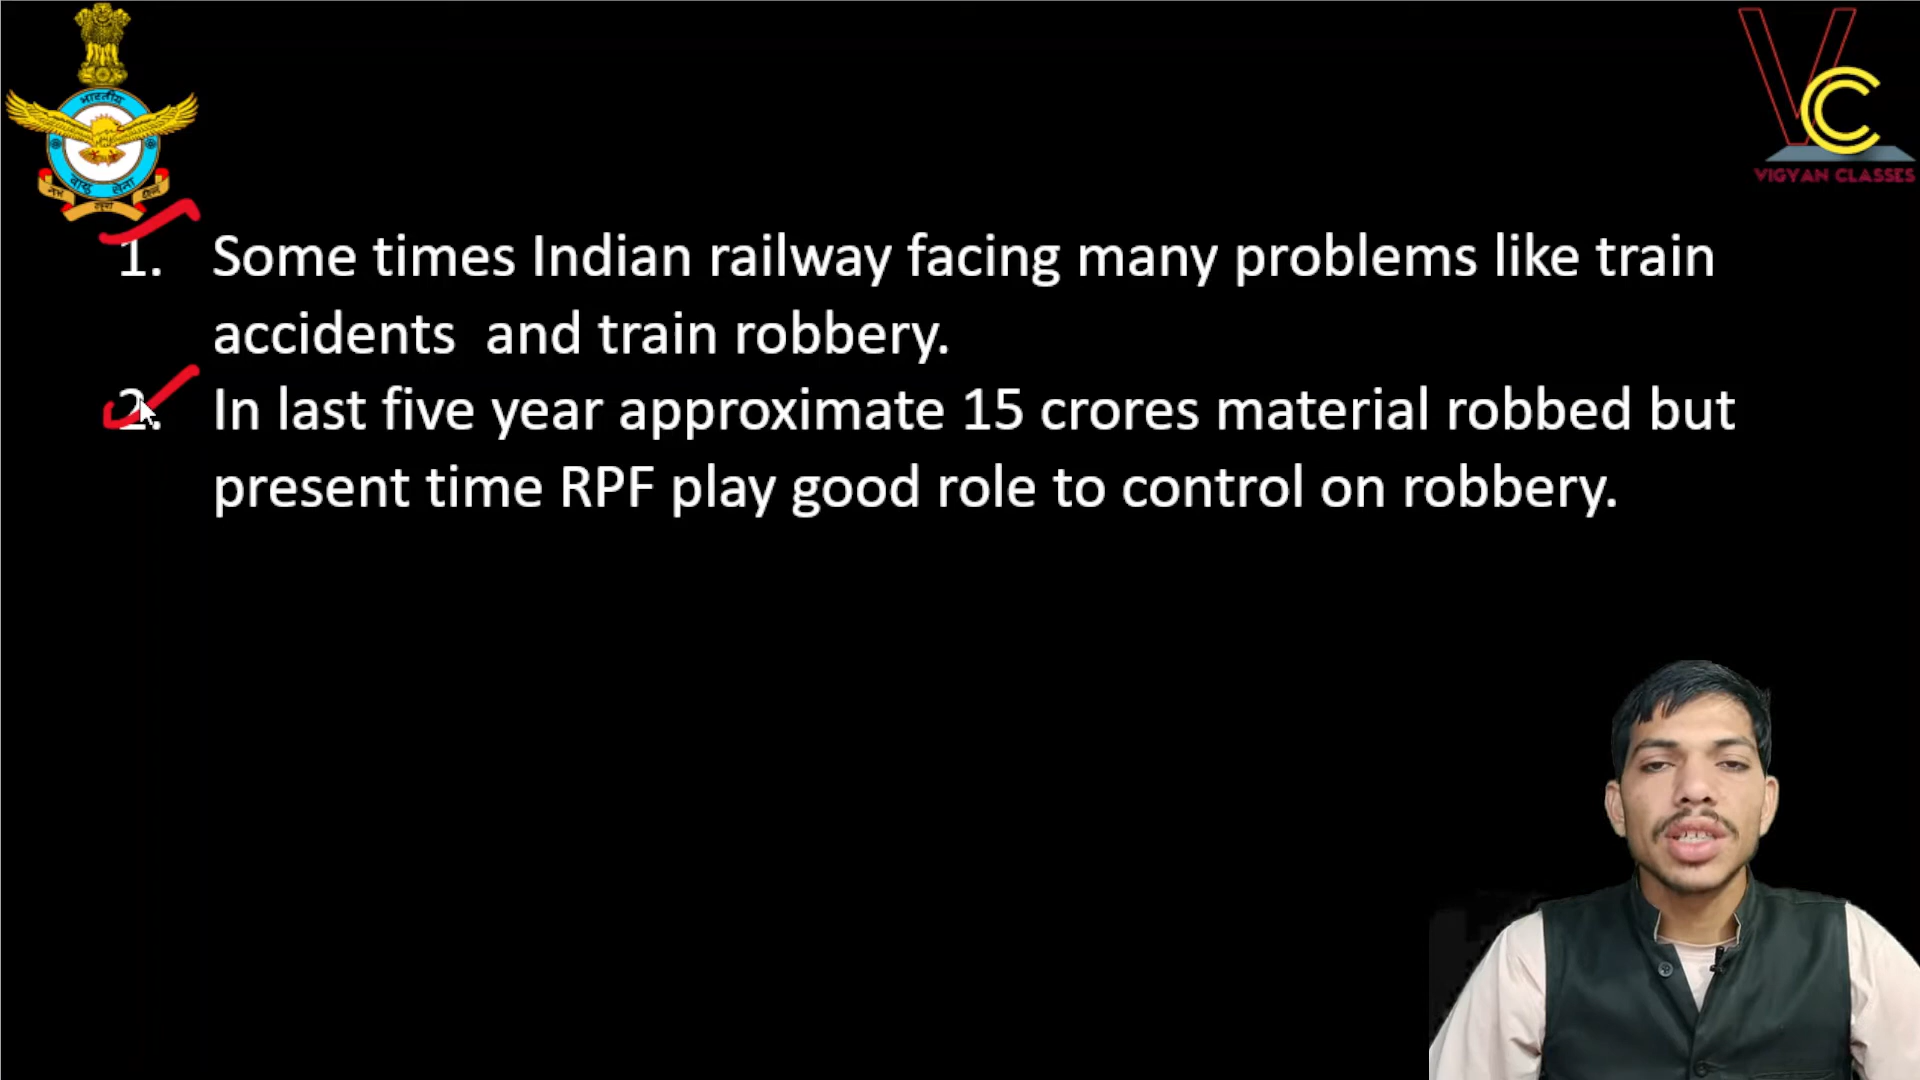 भारतीय
वायु सेना
VIGYAN CLASSES
1. Some times Indian railway facing many problems like train
accidents and train robbery.
2. In last five year approximate 15 crores material robbed but
present time RPF play good role to control on robbery.